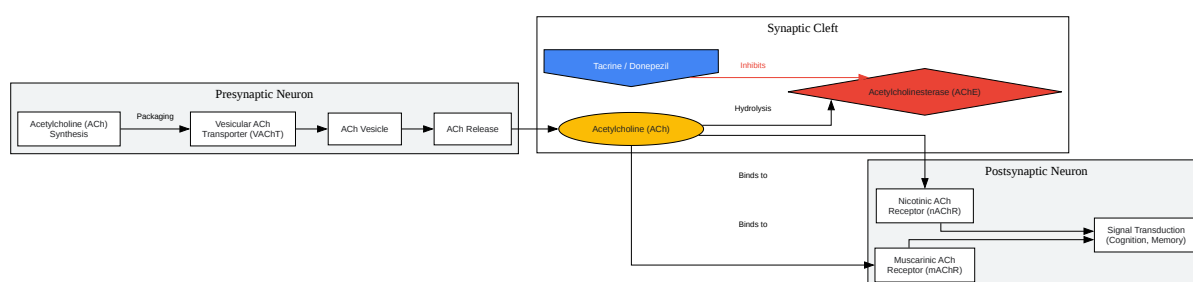 Synaptic Cleft
Tacrine / Donepezil
Inhibits
Acetylcholinesterase (AChE)
Presynaptic Neuron
Acetylcholine (ACh)
Synthesis
Packaging
Vesicular ACh
Transporter (VAChT)
ACh Vesicle
ACh Release
Acetylcholine (ACh)
Hydrolysis
Binds to
Binds to
Postsynaptic Neuron
Nicotinic ACh
Receptor (nAChR)
Muscarinic ACh
Receptor (mAChR)
Signal Transduction
(Cognition, Memory)